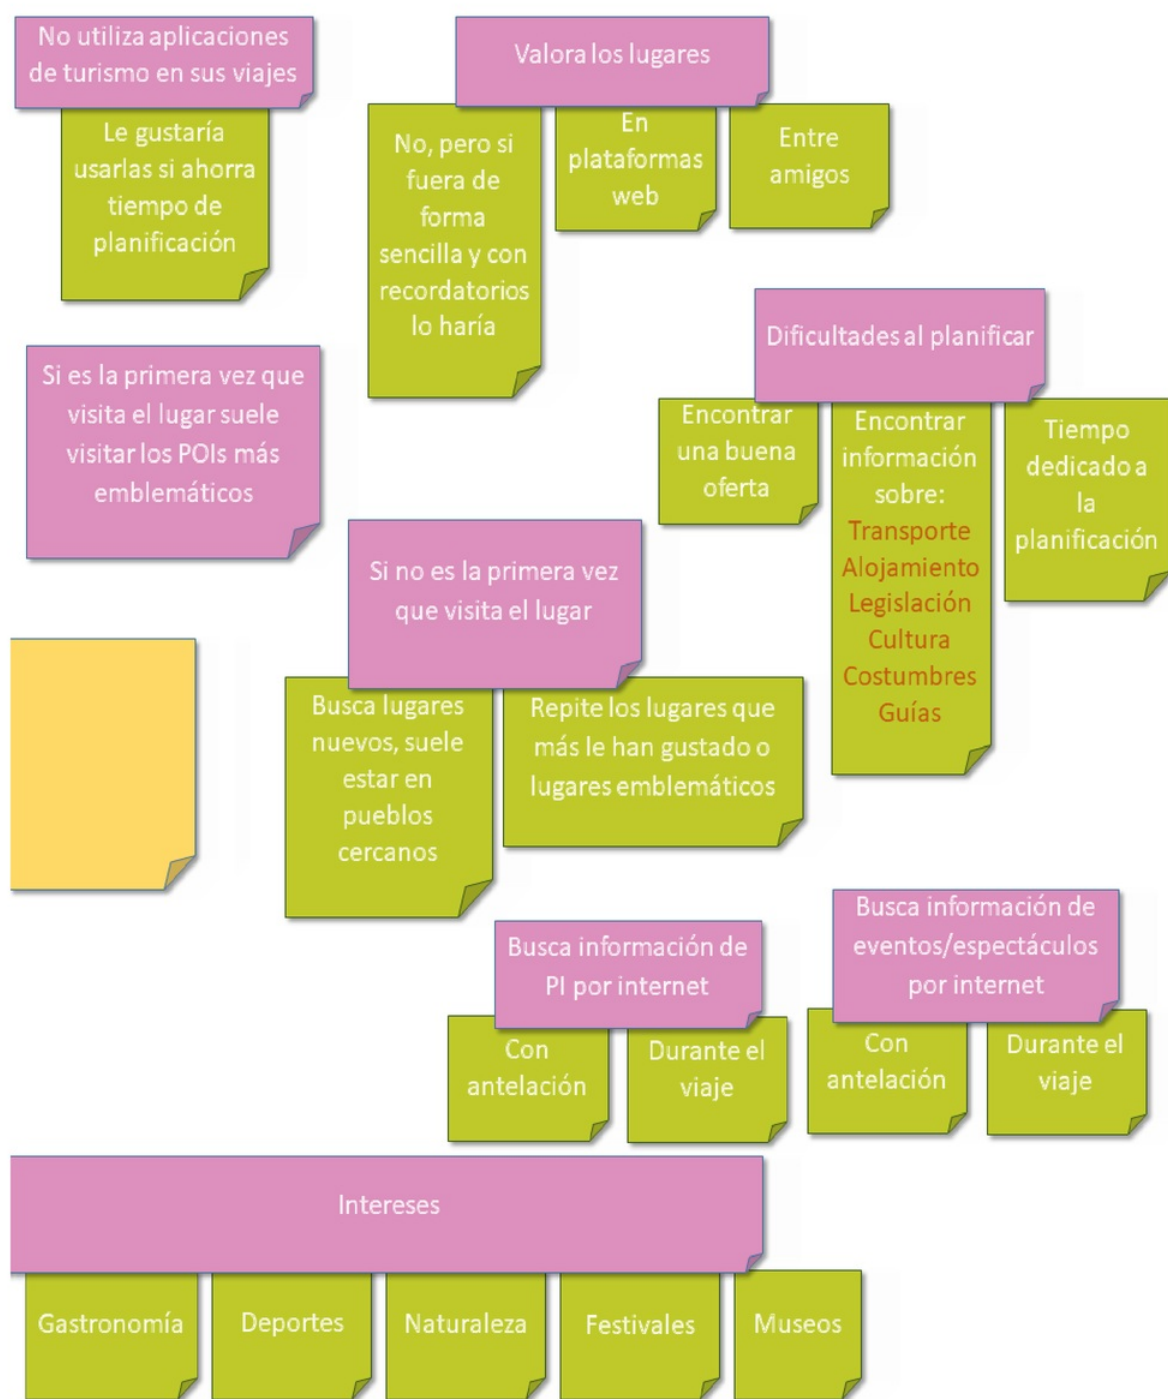 No utiliza aplicaciones
de turismo en sus viajes
Le gustaría
usarlas si ahorra
tiempo de
planificación
Valora los lugares
No, pero si
fuera de
forma
sencilla y con
recordatorios
lo haría
En
plataformas
web
Entre
amigos
Dificultades al planificar
Encontrar
una buena
oferta
Encontrar
información
sobre:
Transporte
Alojamiento
Legislación
Cultura
Costumbres
Guías
Tiempo
dedicado a
la
planificación
Si es la primera vez que
visita el lugar suele
visitar los POIs más
emblemáticos
Si no es la primera vez
que visita el lugar
Busca lugares
nuevos, suele
estar en
pueblos
cercanos
Repite los lugares que
más le han gustado o
lugares emblemáticos
Busca información de
PI por internet
Con
antelación
Durante el
viaje
Busca información de
eventos/espectáculos
por internet
Con
antelación
Durante el
viaje
Intereses
Gastronomía
Deportes
Naturaleza
Festivales
Museos